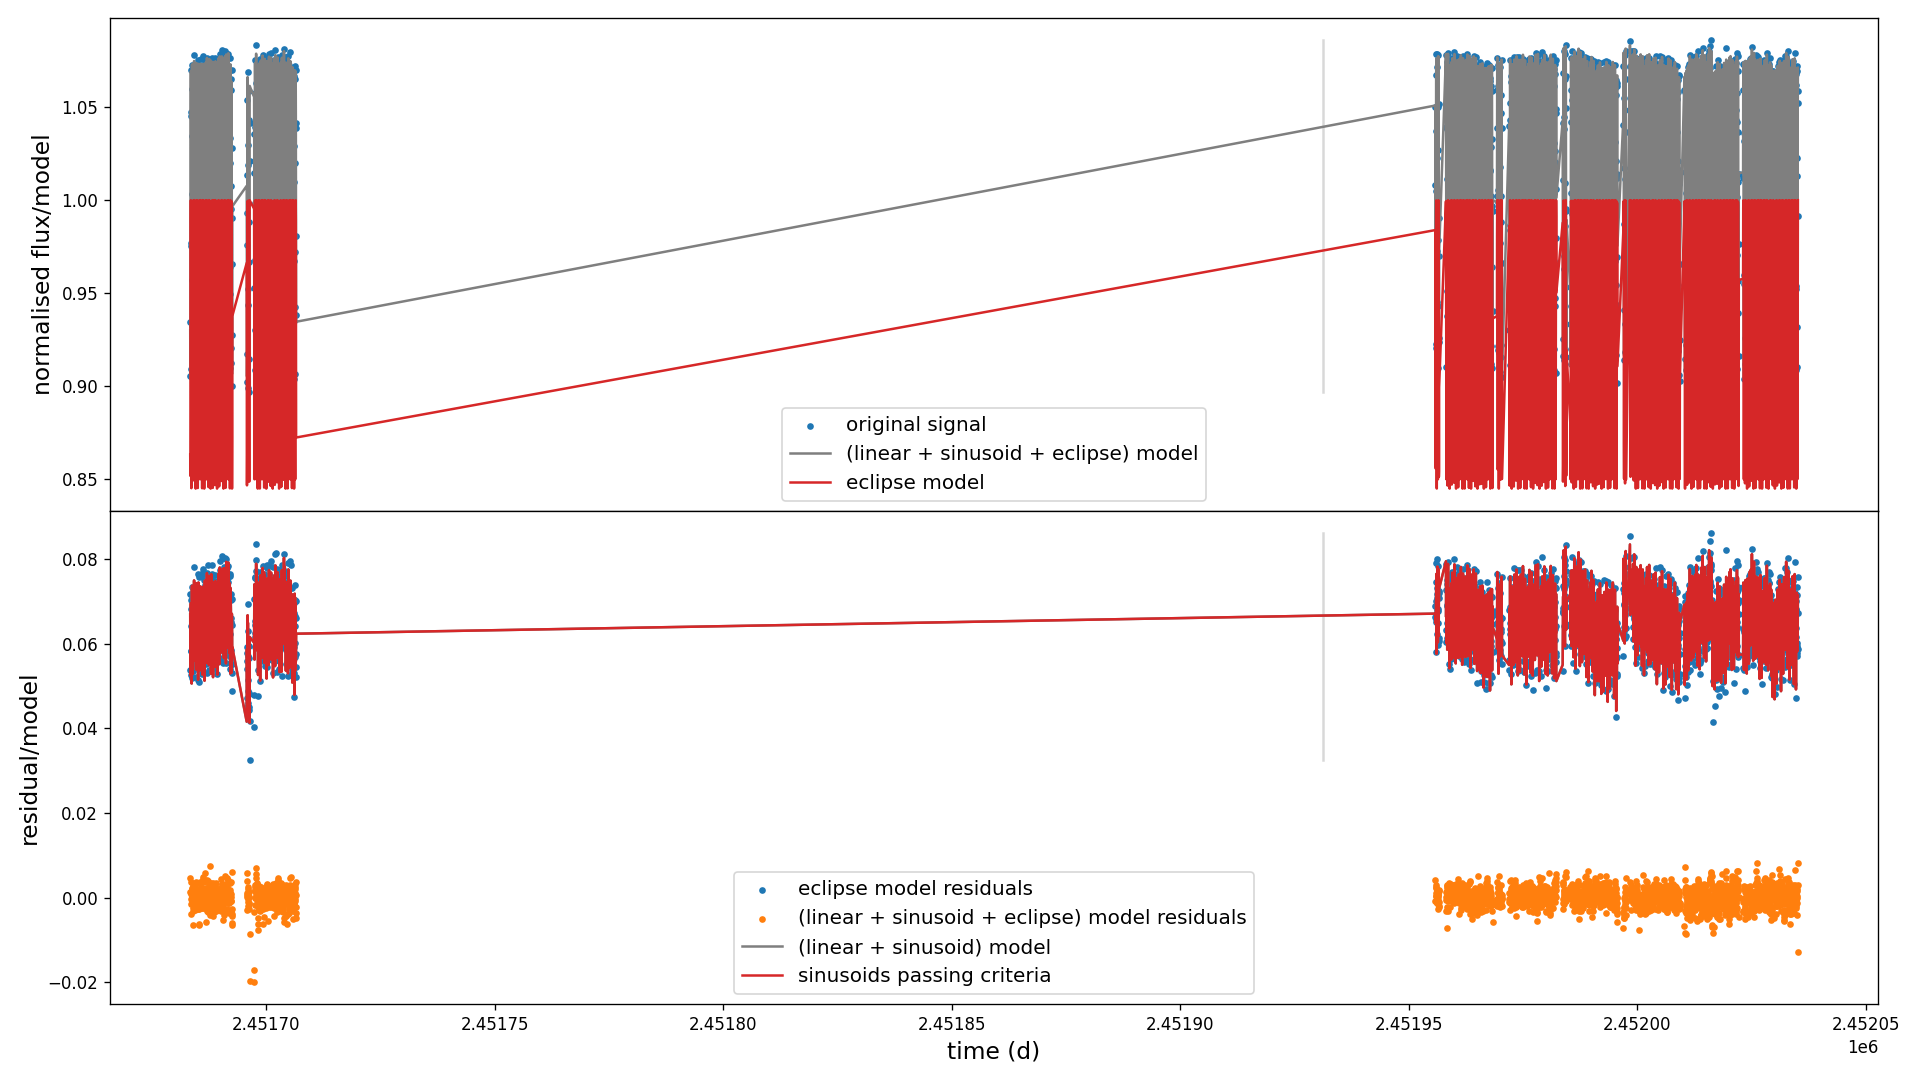 normalised flux/model
1.05
1.00
0.95
0.90
0.85
original signal
(linear + sinusoid + eclipse) model
eclipse model
residual/model
0.08
0.06
0.04
0.02
0.00
−0.02
eclipse model residuals
(linear + sinusoid + eclipse) model residuals
(linear + sinusoid) model
sinusoids passing criteria
2.45170
2.45175
2.45180
2.45185
2.45190
2.45195
2.45200
2.45205
1e6
time (d)